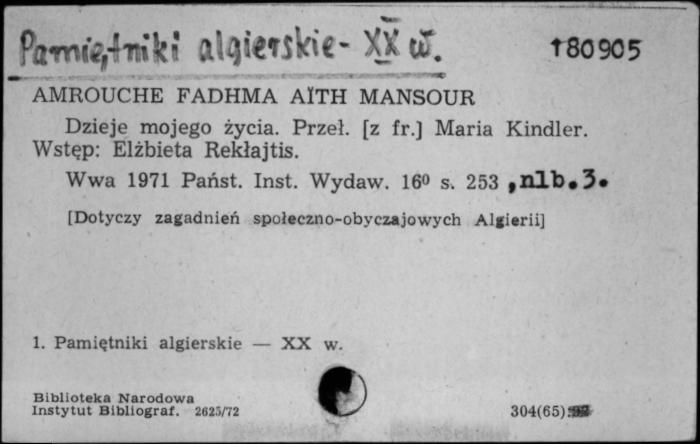 Pamiętniki algierskie - XX w.
180905
AMROUCHE FADHMA AÏTH MANSOUR
Dzieje mojego życia. Przeł. [z fr.] Maria Kindler.
Wstęp: Elżbieta Rekłajtis.
Wwa 1971 Państ. Inst. Wydaw. 16⁰ s. 253 ,nlb.3.
[Dotyczy zagadnień społeczno-obyczajowych Algierii]
1. Pamiętniki algierskie — XX w.
Biblioteka Narodowa
Instytut Bibliograf. 2625/72
304(65)